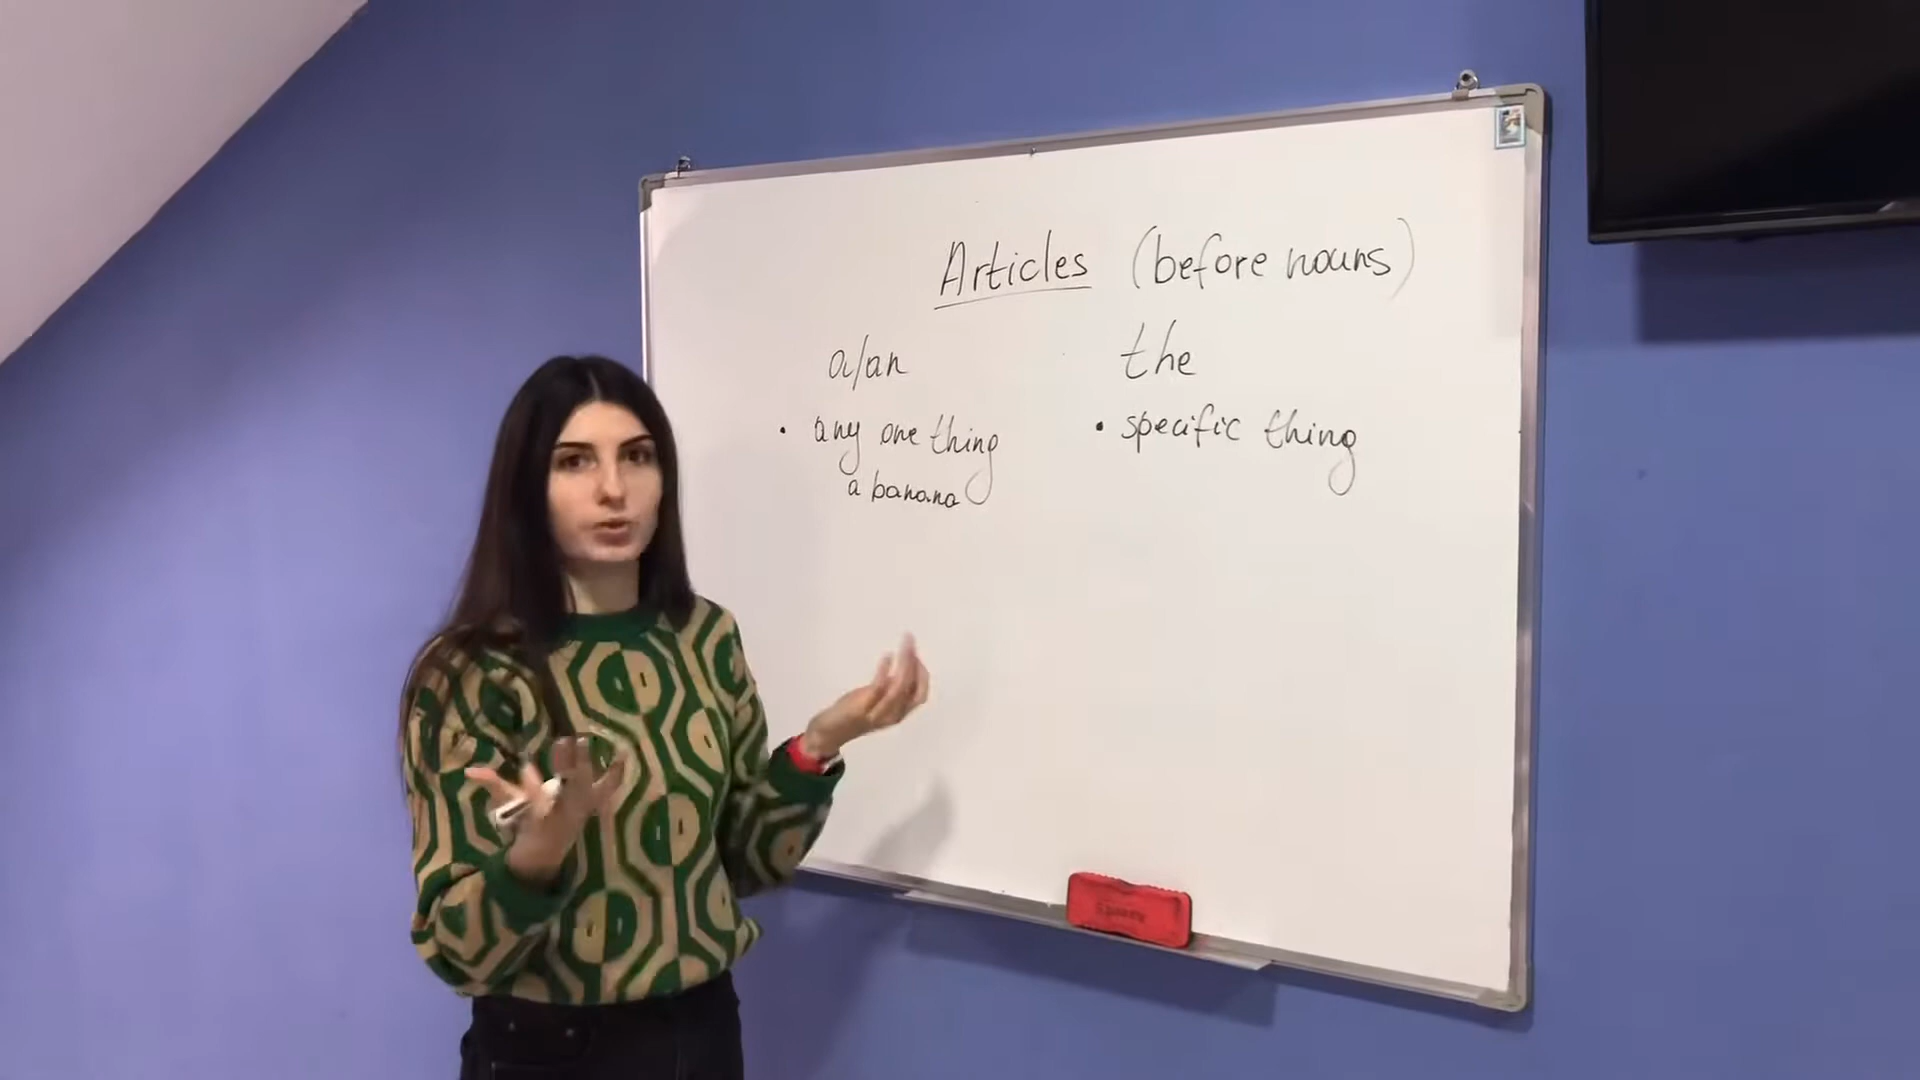 Articles (before nouns)
a/an
• any one thing
a banana
the
• specific thing